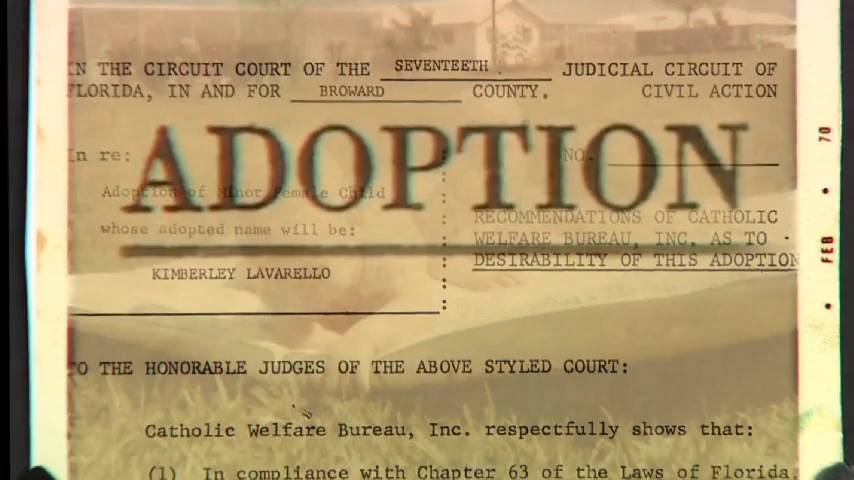 IN THE CIRCUIT COURT OF THE SEVENTEETH JUDICIAL CIRCUIT OF
FLORIDA, IN AND FOR BROWARD COUNTY. CIVIL ACTION
ADOPTION
In re: NO.
Adoption of Minor Female Child
whose adopted name will be:
KIMBERLEY LAVARELLO
RECOMMENDATIONS OF CATHOLIC
WELFARE BUREAU, INC. AS TO
DESIRABILITY OF THIS ADOPTION
TO THE HONORABLE JUDGES OF THE ABOVE STYLED COURT:
Catholic Welfare Bureau, Inc. respectfully shows that:
(1) In compliance with Chapter 63 of the Laws of Florida,
FEB • 70